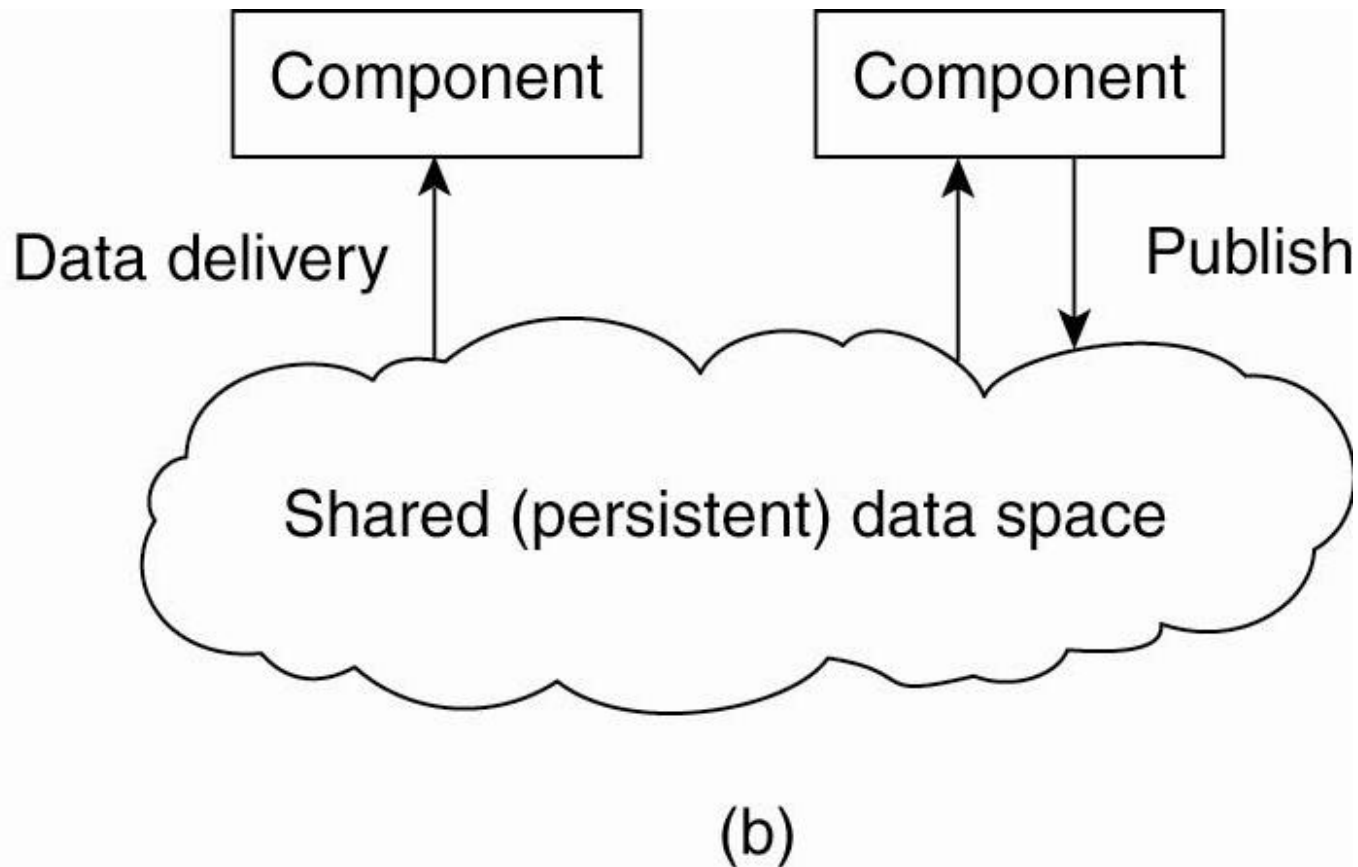 Component
Component
Data delivery
Publish
Shared (persistent) data space
(b)